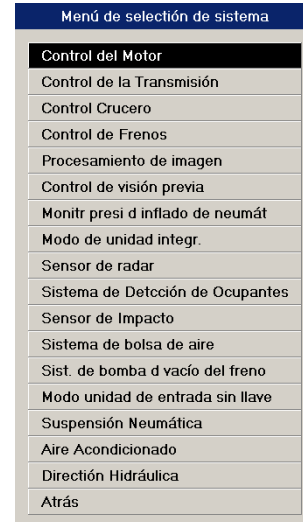 Menú de selección de sistema
Control del Motor
Control de la Transmisión
Control Crucero
Control de Frenos
Procesamiento de imagen
Control de visión previa
Monitr presi d inflado de neumát
Modo de unidad integr.
Sensor de radar
Sistema de Detcción de Ocupantes
Sensor de Impacto
Sistema de bolsa de aire
Sist. de bomba d vacío del freno
Modo unidad de entrada sin llave
Suspensión Neumática
Aire Acondicionado
Directión Hidráulica
Atrás